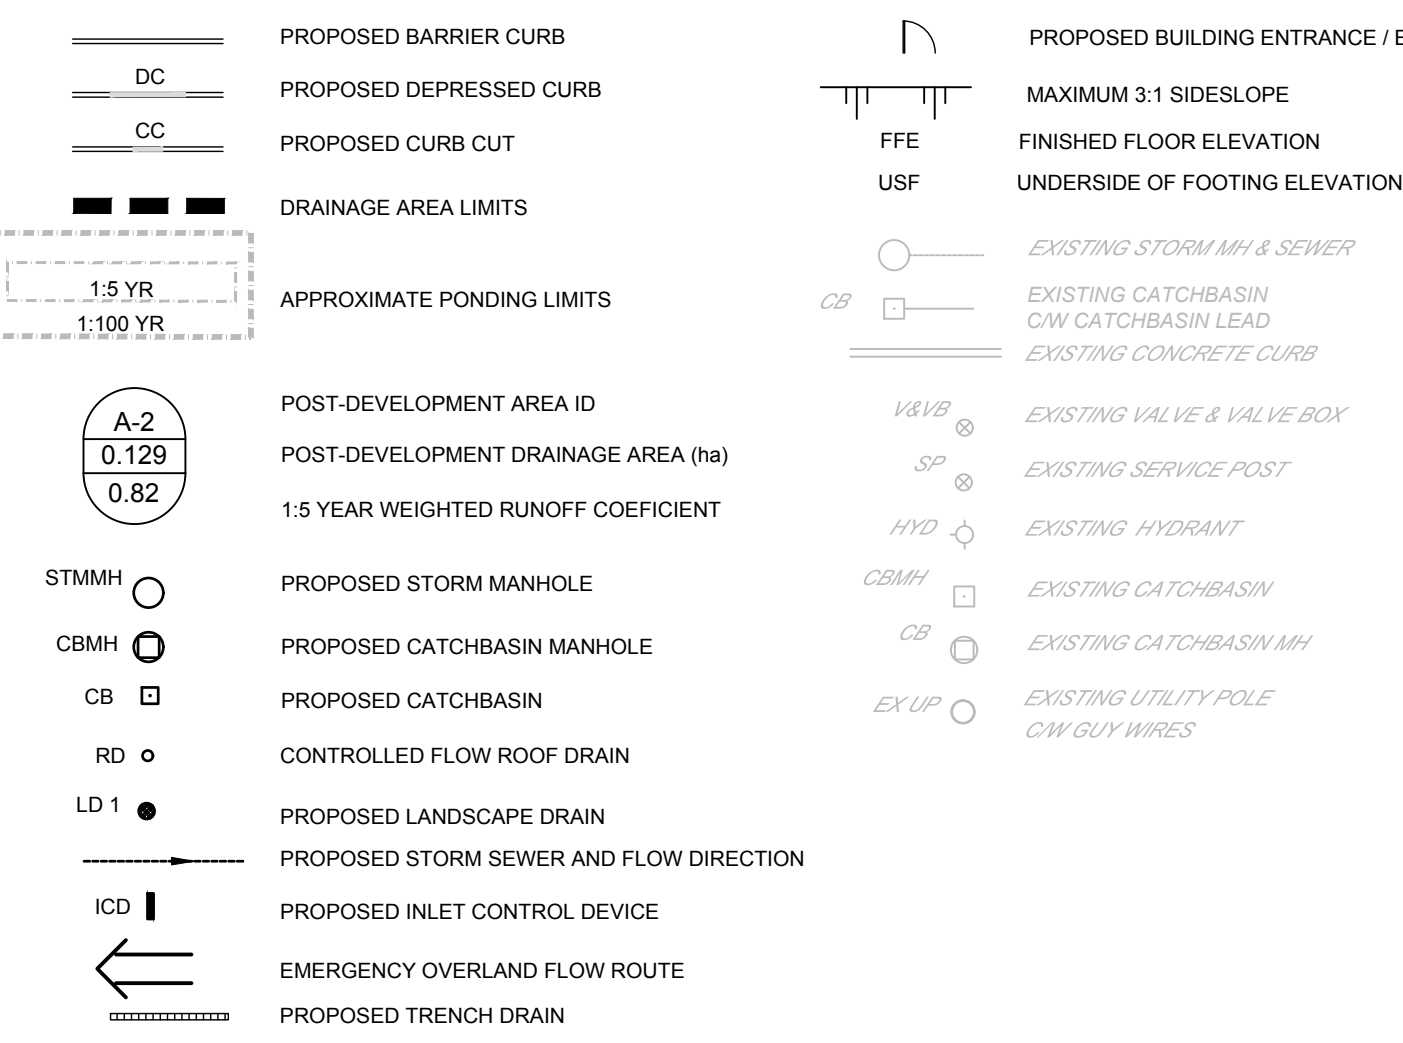 PROPOSED BARRIER CURB
DC
PROPOSED DEPRESSED CURB
CC
PROPOSED CURB CUT
DRAINAGE AREA LIMITS
1:5 YR
1:100 YR
APPROXIMATE PONDING LIMITS
A-2
0.129
0.82
POST-DEVELOPMENT AREA ID
POST-DEVELOPMENT DRAINAGE AREA (ha)
1:5 YEAR WEIGHTED RUNOFF COEFICIENT
STMMH
PROPOSED STORM MANHOLE
CBMH
PROPOSED CATCHBASIN MANHOLE
CB
PROPOSED CATCHBASIN
RD
CONTROLLED FLOW ROOF DRAIN
LD 1
PROPOSED LANDSCAPE DRAIN
PROPOSED STORM SEWER AND FLOW DIRECTION
ICD
PROPOSED INLET CONTROL DEVICE
EMERGENCY OVERLAND FLOW ROUTE
PROPOSED TRENCH DRAIN
PROPOSED BUILDING ENTRANCE /
MAXIMUM 3:1 SIDESLOPE
FFE
FINISHED FLOOR ELEVATION
USF
UNDERSIDE OF FOOTING ELEVATION
EXISTING STORM MH & SEWER
CB
EXISTING CATCHBASIN
C/W CATCHBASIN LEAD
EXISTING CONCRETE CURB
V&VB
EXISTING VALVE & VALVE BOX
SP
EXISTING SERVICE POST
HYD
EXISTING HYDRANT
CBMH
EXISTING CATCHBASIN
CB
EXISTING CATCHBASIN MH
EX UP
EXISTING UTILITY POLE
C/W GUY WIRES